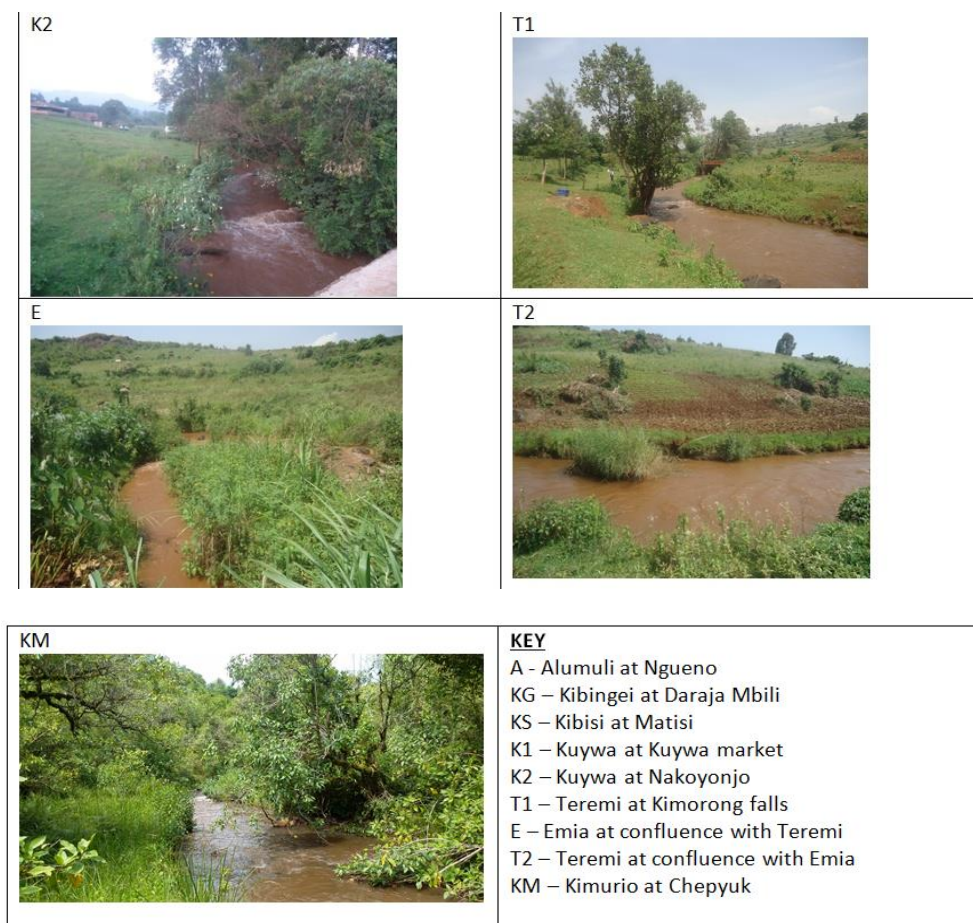 K2
T1
E
T2
KM
KEY
A - Alumuli at Ngueno
KG – Kibingei at Daraja Mbili
KS – Kibisi at Matisi
K1 – Kuywa at Kuywa market
K2 – Kuywa at Nakoyonjo
T1 – Teremi at Kimorong falls
E – Emia at confluence with Teremi
T2 – Teremi at confluence with Emia
KM – Kimurio at Chepyuk